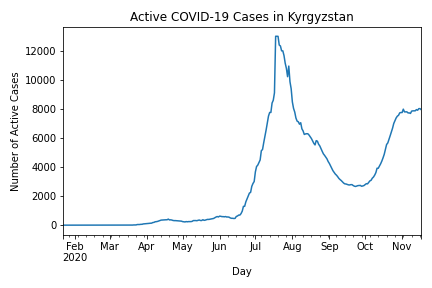 Active COVID-19 Cases in Kyrgyzstan
Number of Active Cases
12000
10000
8000
6000
4000
2000
0
Feb Mar Apr May Jun Jul Aug Sep Oct Nov
2020
Day